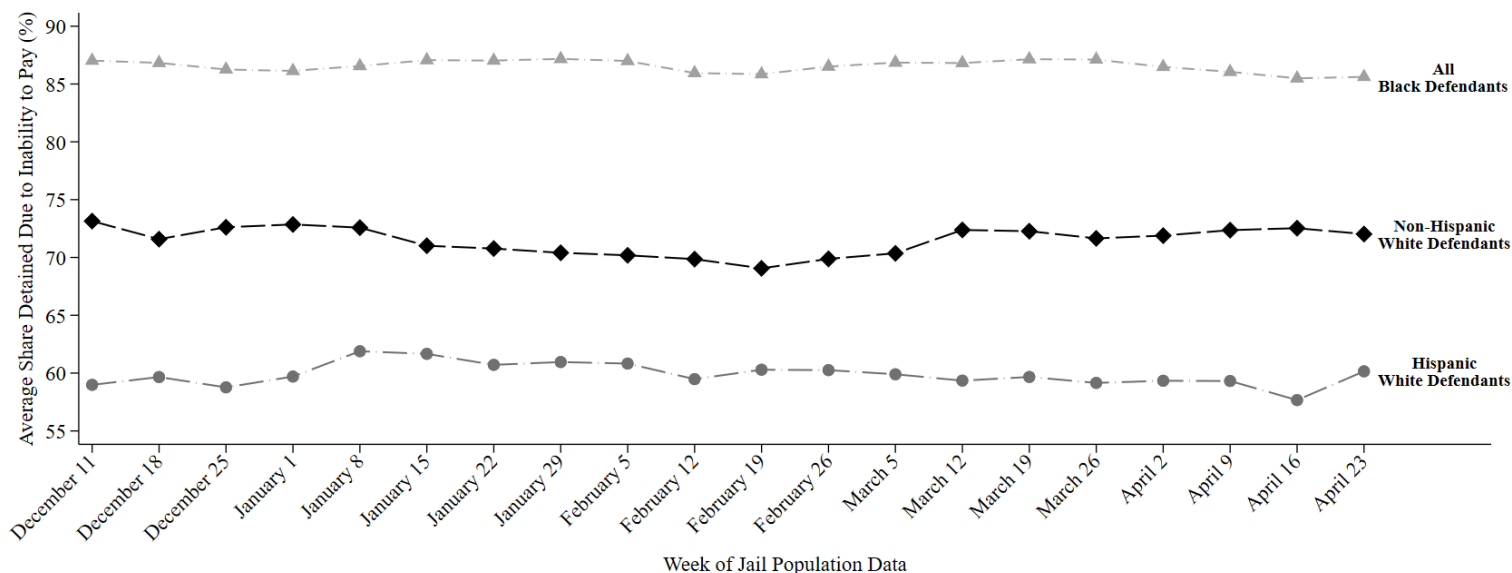 Average Share Detained Due to Inability to Pay (%)
90
85
80
75
70
65
60
55
All
Black Defendants
Non-Hispanic
White Defendants
Hispanic
White Defendants
December 11
December 18
December 25
January 1
January 8
January 15
January 22
January 29
February 5
February 12
February 19
February 26
March 5
March 12
March 19
March 26
April 2
April 9
April 16
April 23
Week of Jail Population Data